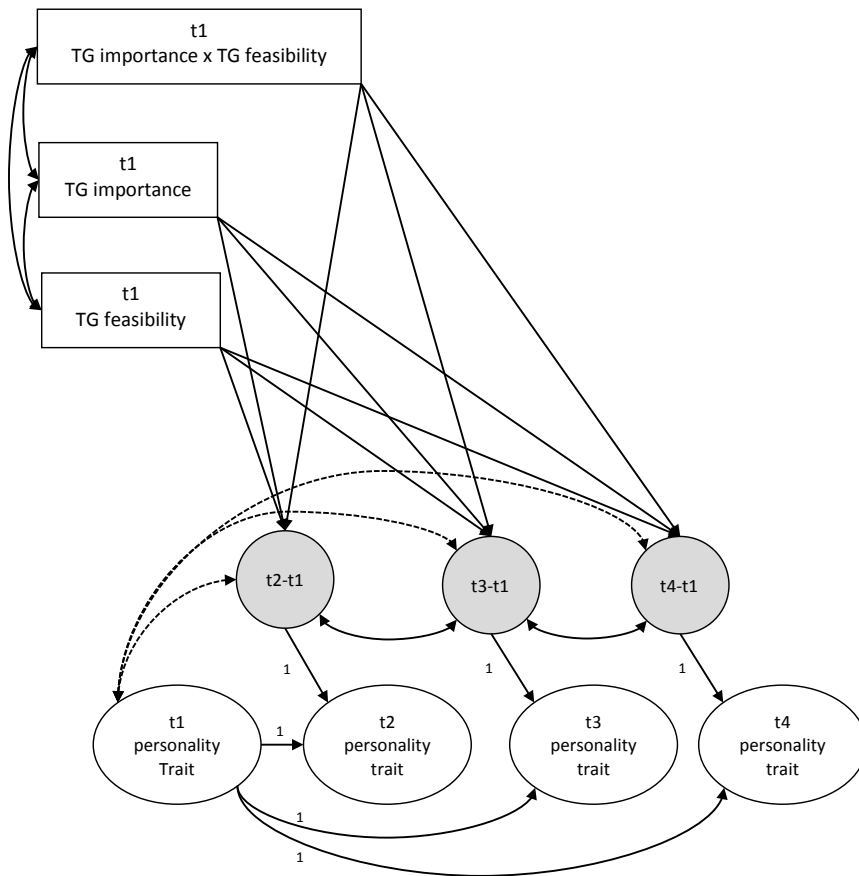 t1
TG importance x TG feasibility
t1
TG importance
t1
TG feasibility
t2-t1
t3-t1
t4-t1
1
1
1
t1
personality
Trait
1
t2
personality
trait
t3
personality
trait
t4
personality
trait
1
1